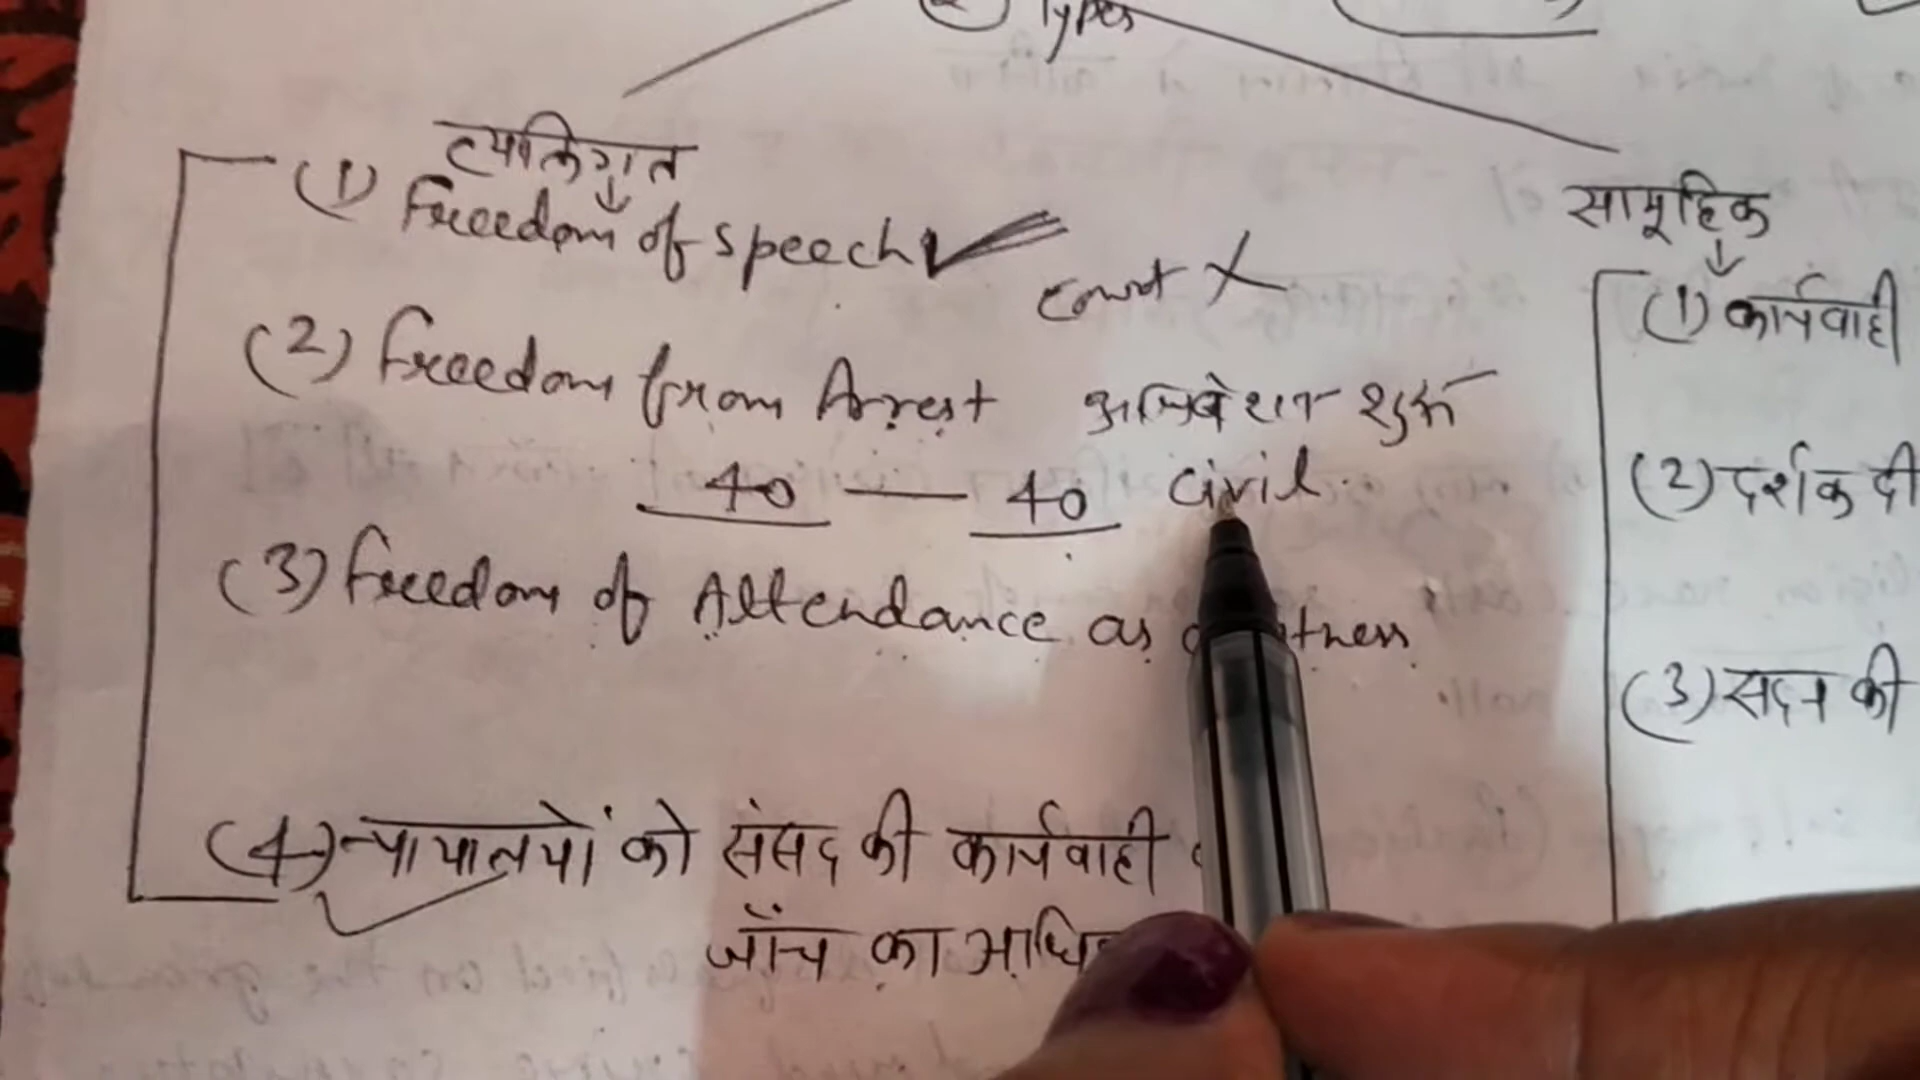 Types
व्यक्तिगत
(1) Freedom of speech court
(2) Freedom from Arrest अधिवेशन शुरू
40 — 40 civil
(3) Freedom of Attendance as
(4) न्यायालयों को संसद की कार्यवाही
जाँच का
सामूहिक
(1) कार्यवाही
(2) दर्शक दी
(3) सदन की